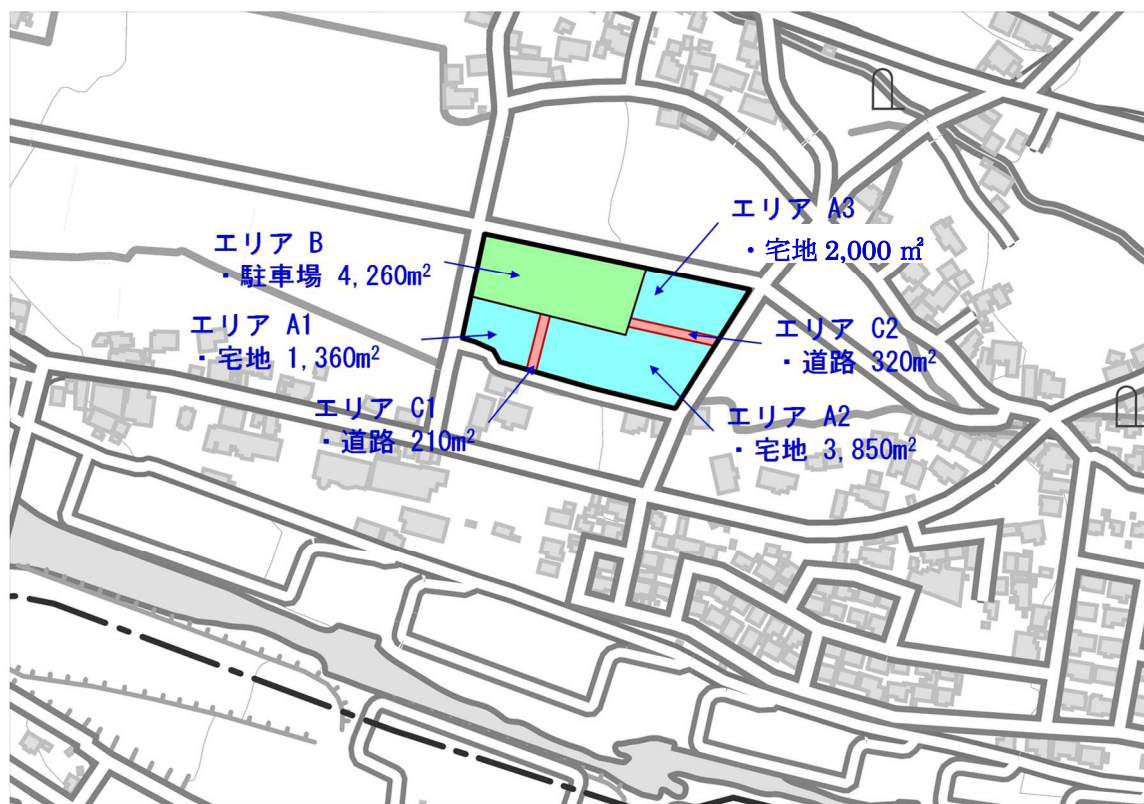 エリア A3
・宅地 2,000 ㎡
エリア B
・駐車場 4,260m²
エリア A1
・宅地 1,360m²
エリア C2
・道路 320m²
エリア C1
・道路 210m²
エリア A2
・宅地 3,850m²